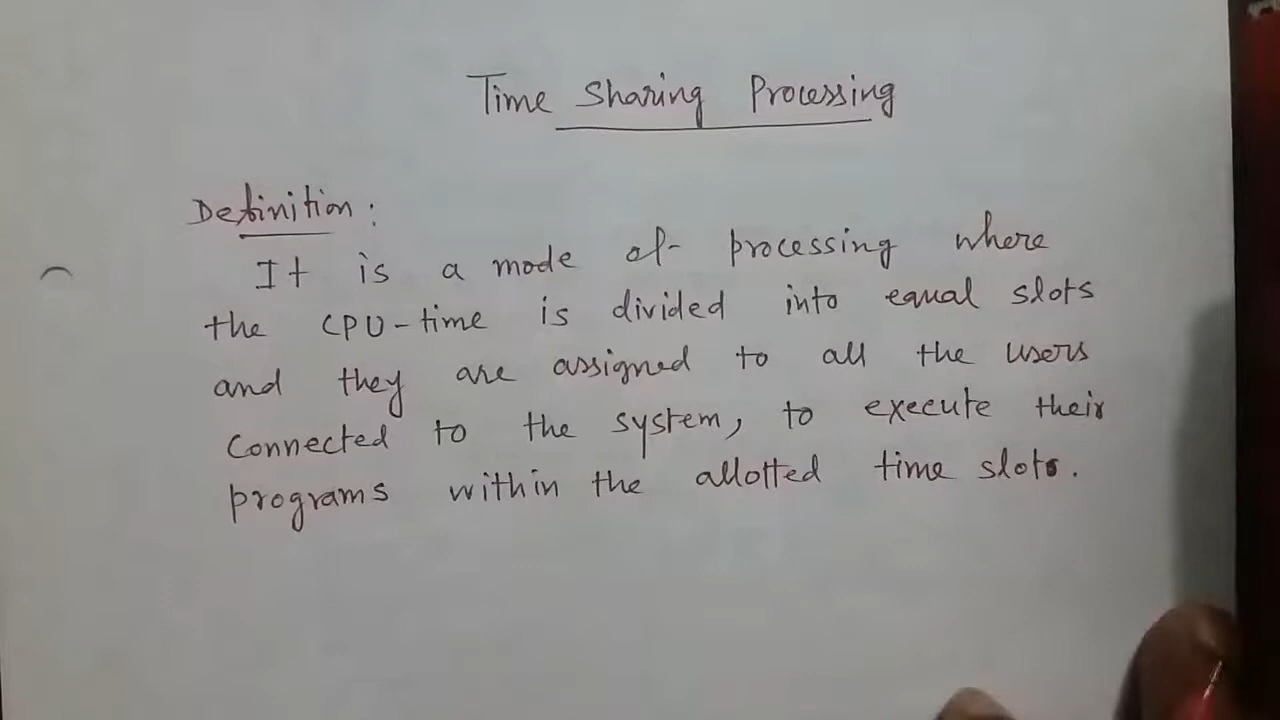 Time Sharing Processing
Definition:
It is a mode of processing where
the CPU-time is divided into equal slots
and they are assigned to all the users
connected to the system, to execute their
programs within the allotted time slots.